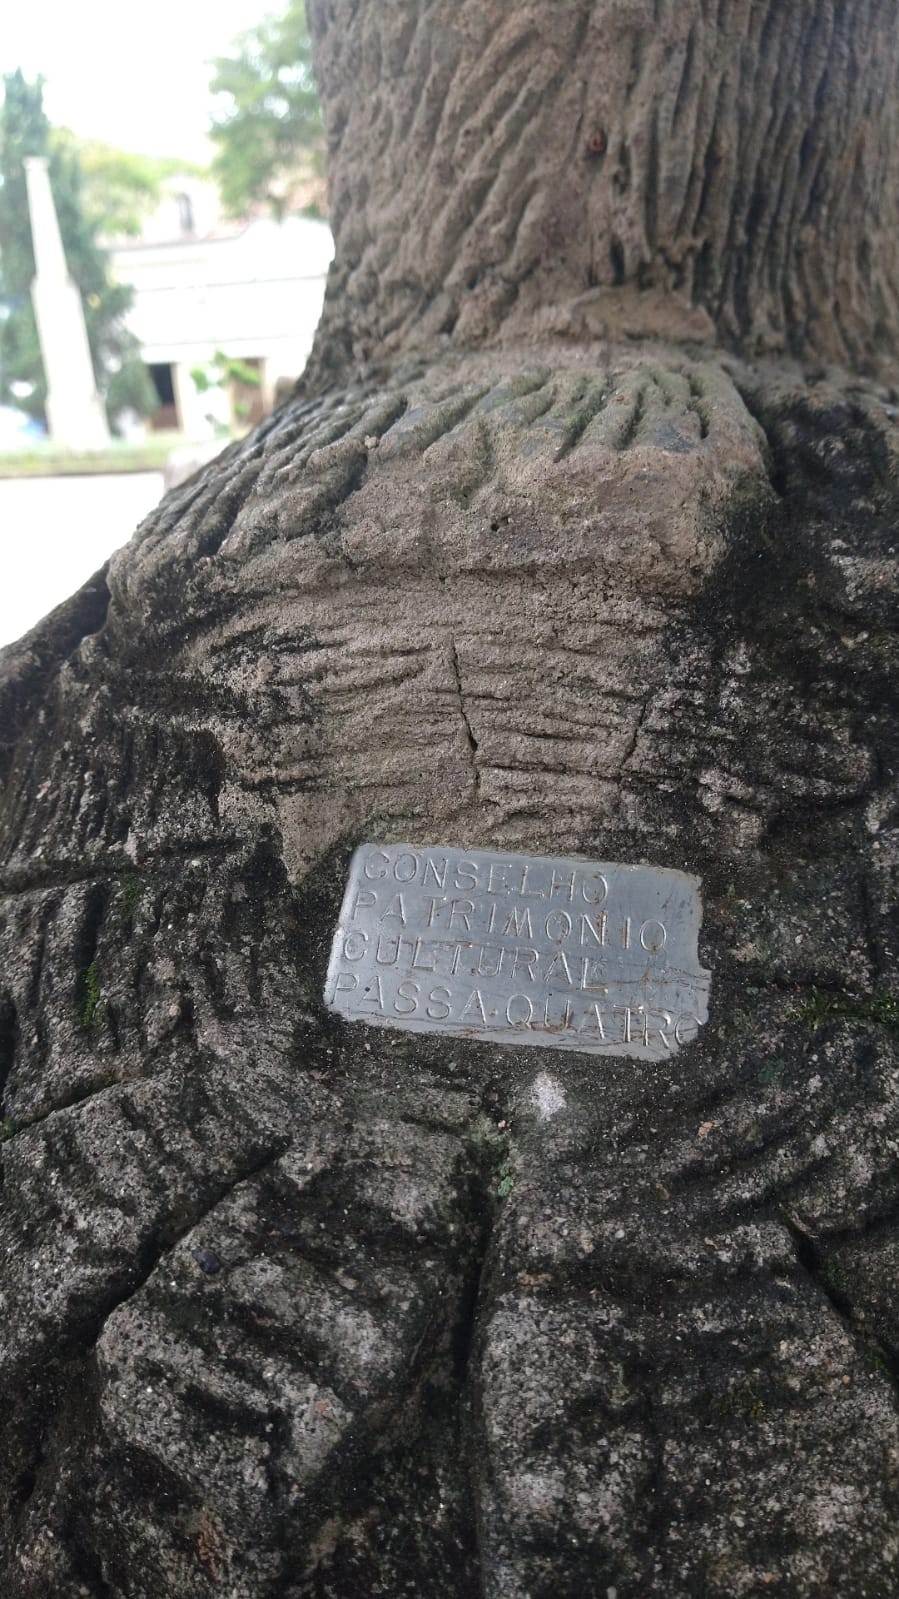 CONSELHO
PATRIMONIO
CULTURAL
PASSA-QUATRO